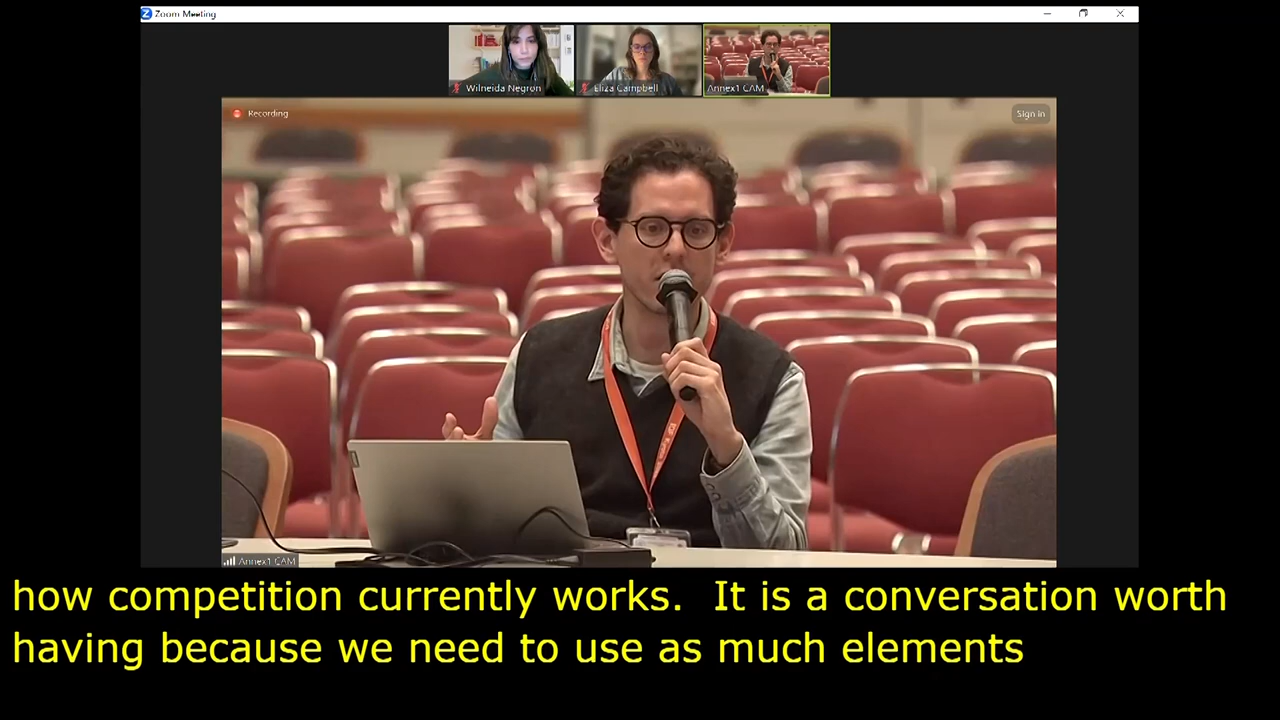 Zoom Meeting
Wilneida Negron
Eliza Campbell
Annex1 CAM
Recording
Sign in
Annex1 CAM
how competition currently works.  It is a conversation worth
having because we need to use as much elements